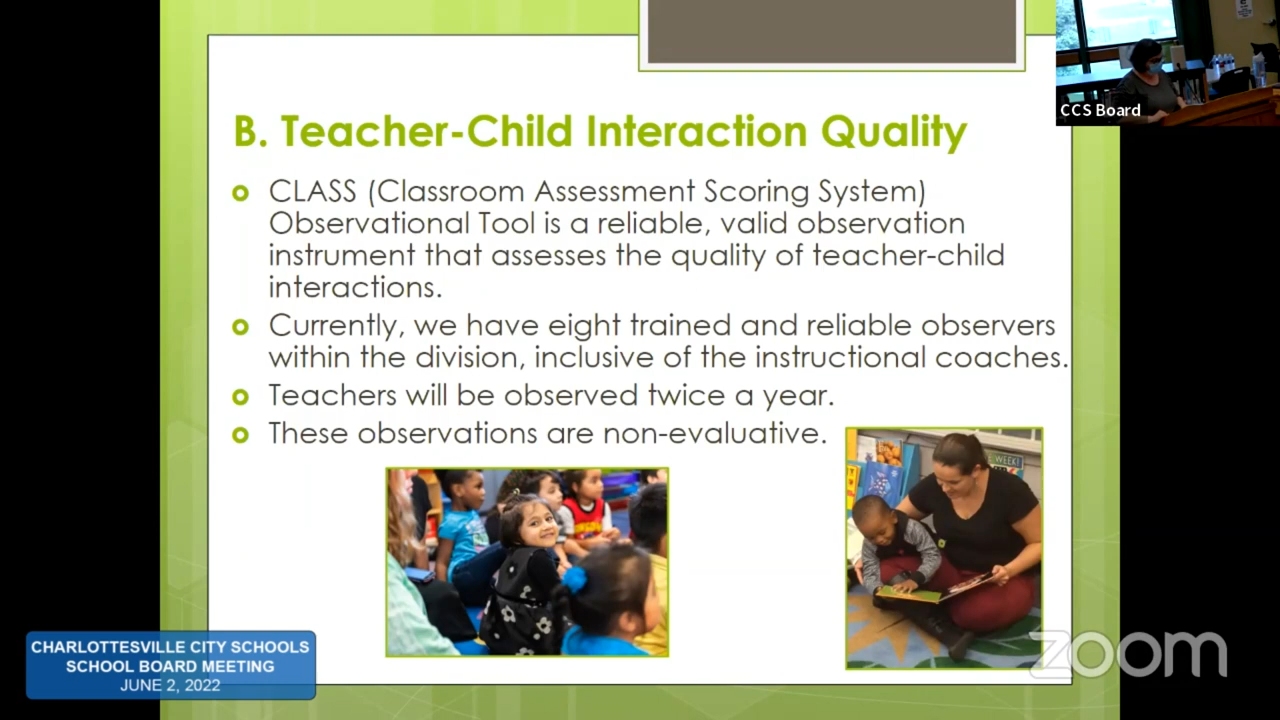 CCS Board
B. Teacher-Child Interaction Quality
CLASS (Classroom Assessment Scoring System)
Observational Tool is a reliable, valid observation
instrument that assesses the quality of teacher-child
interactions.
Currently, we have eight trained and reliable observers
within the division, inclusive of the instructional coaches.
Teachers will be observed twice a year.
These observations are non-evaluative.
WEEK!
CHARLOTTESVILLE CITY SCHOOLS
SCHOOL BOARD MEETING
JUNE 2, 2022
zoom